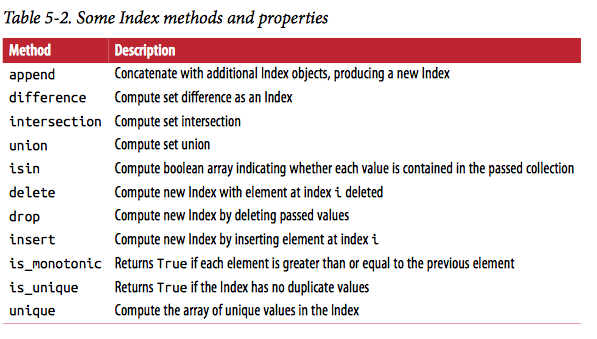 Table 5-2. Some Index methods and properties
Method Description
append Concatenate with additional Index objects, producing a new Index
difference Compute set difference as an Index
intersection Compute set intersection
union Compute set union
isin Compute boolean array indicating whether each value is contained in the passed collection
delete Compute new Index with element at index i deleted
drop Compute new Index by deleting passed values
insert Compute new Index by inserting element at index i
is_monotonic Returns True if each element is greater than or equal to the previous element
is_unique Returns True if the Index has no duplicate values
unique Compute the array of unique values in the Index